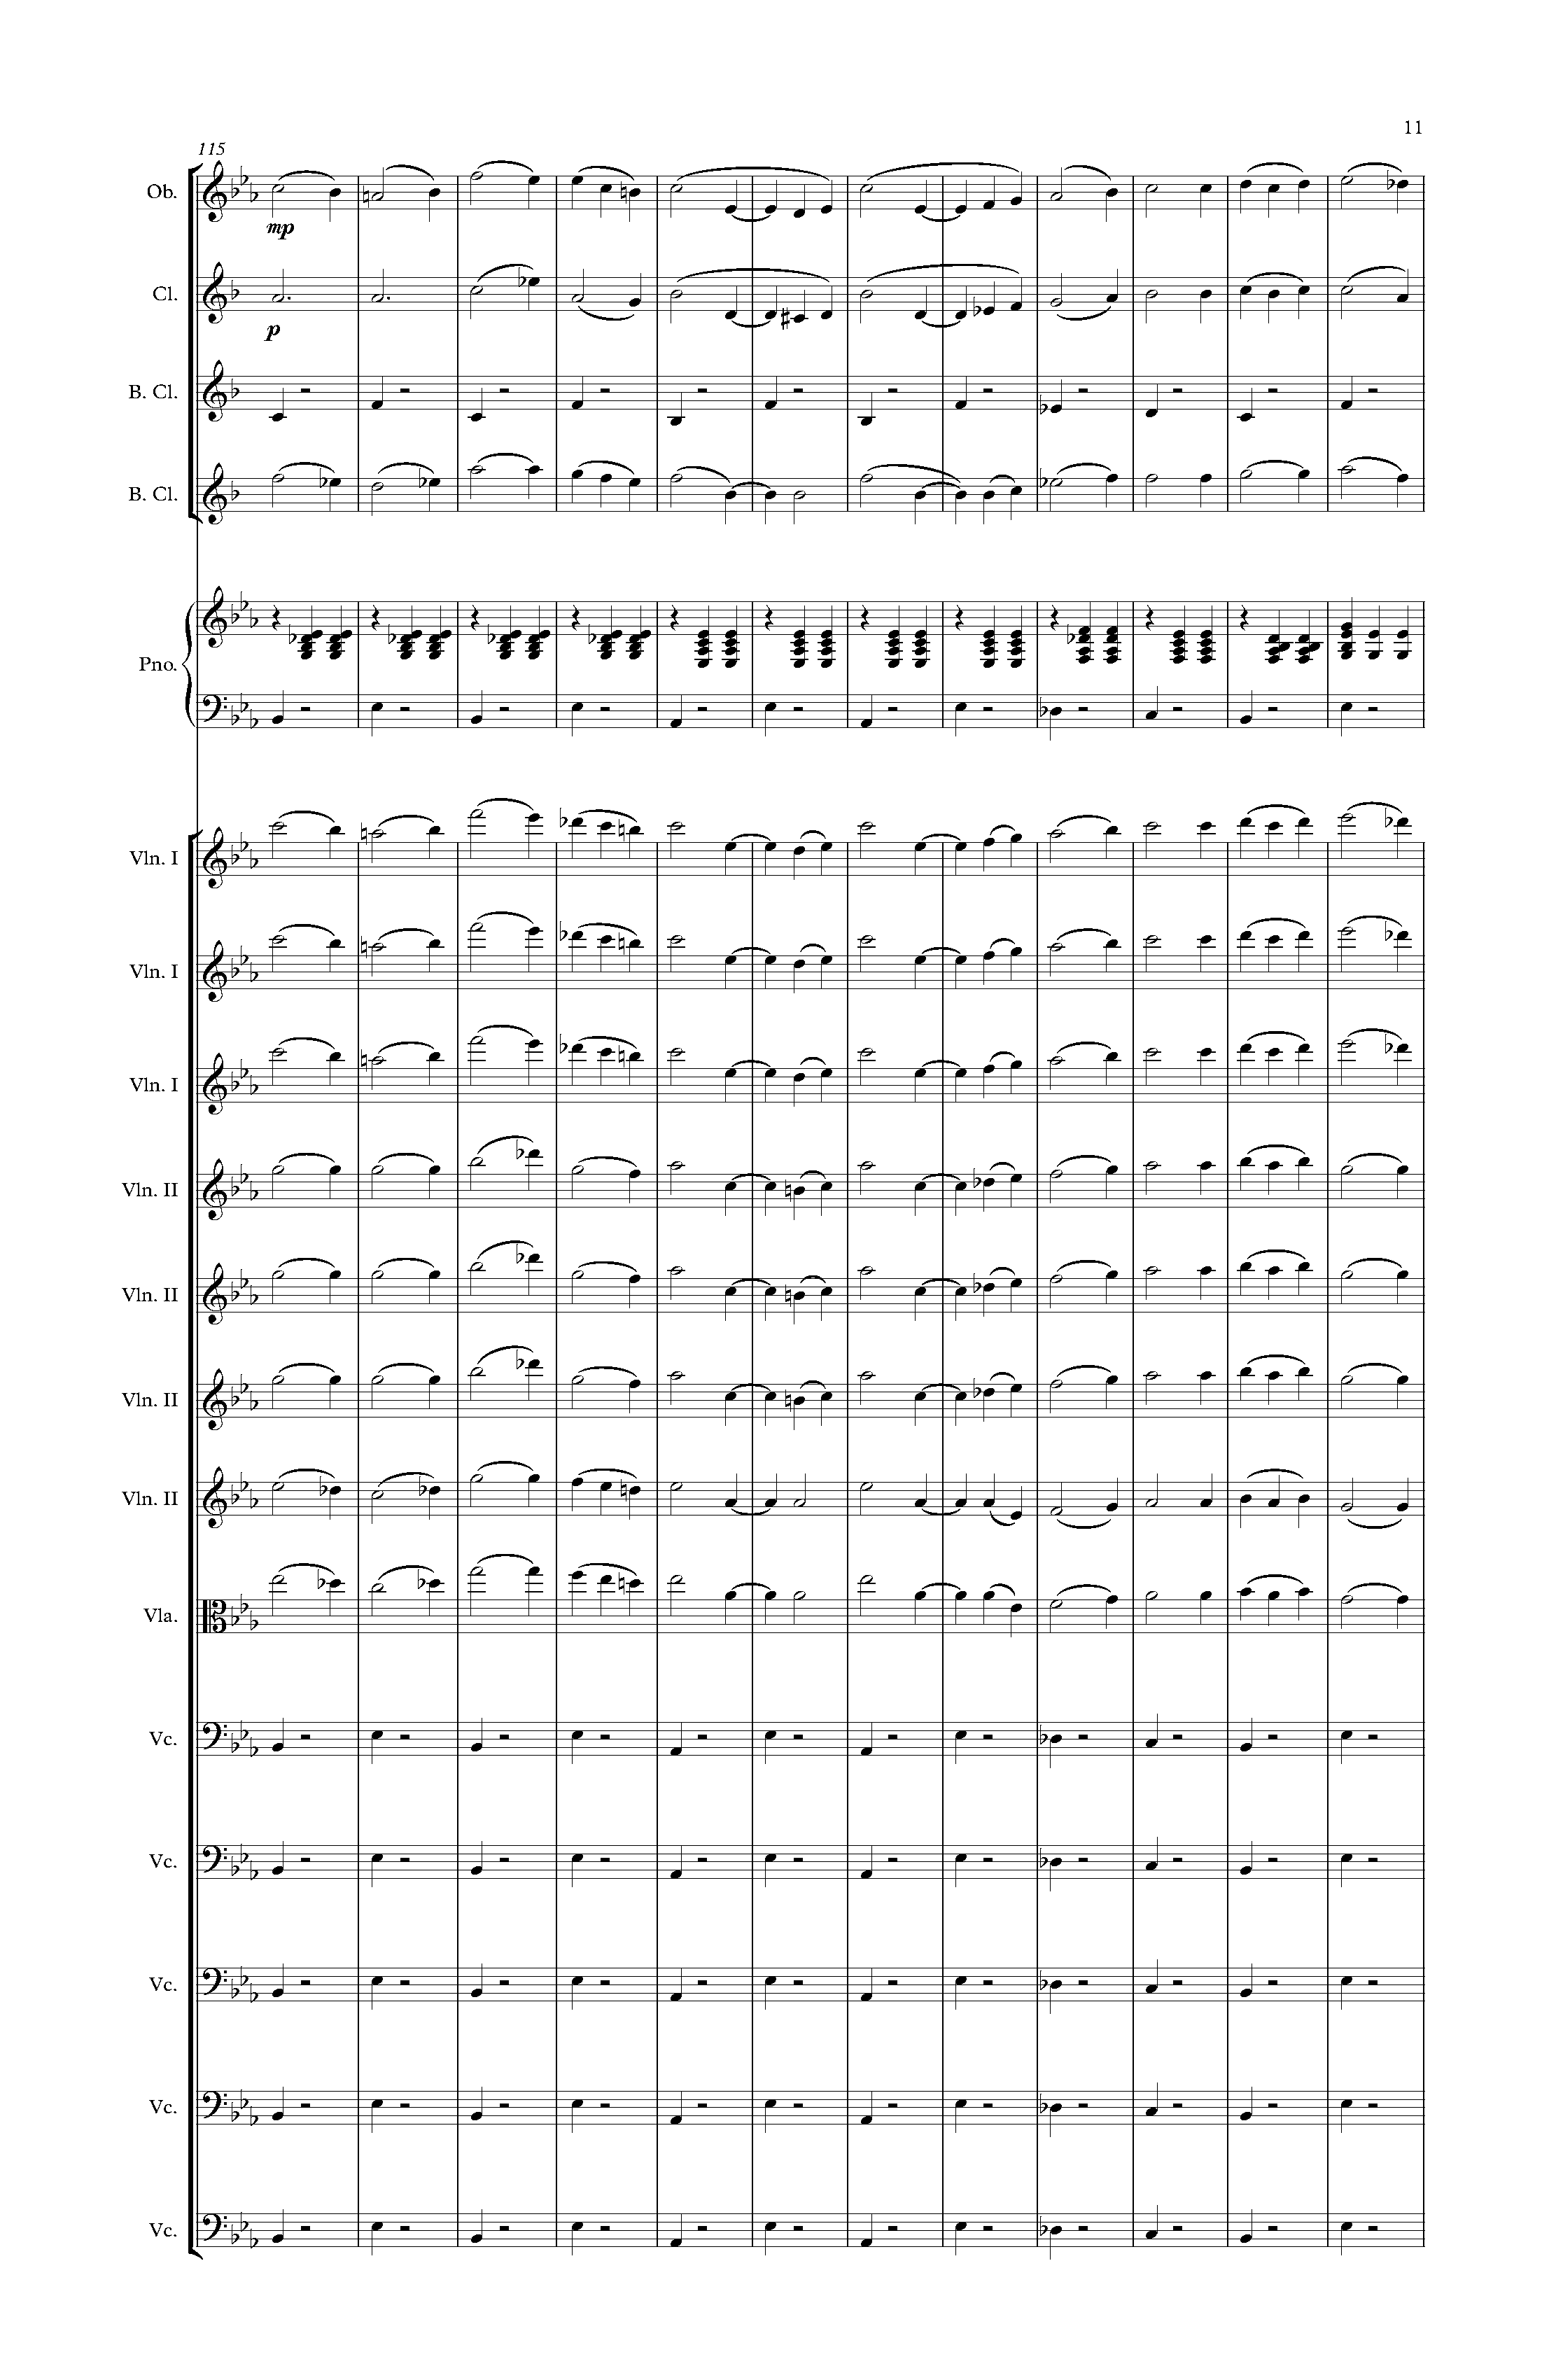 11
115
Ob.
mp
Cl.
p
B. Cl.
B. Cl.
Pno.
Vln. I
Vln. I
Vln. I
Vln. II
Vln. II
Vln. II
Vln. II
Vla.
Vc.
Vc.
Vc.
Vc.
Vc.